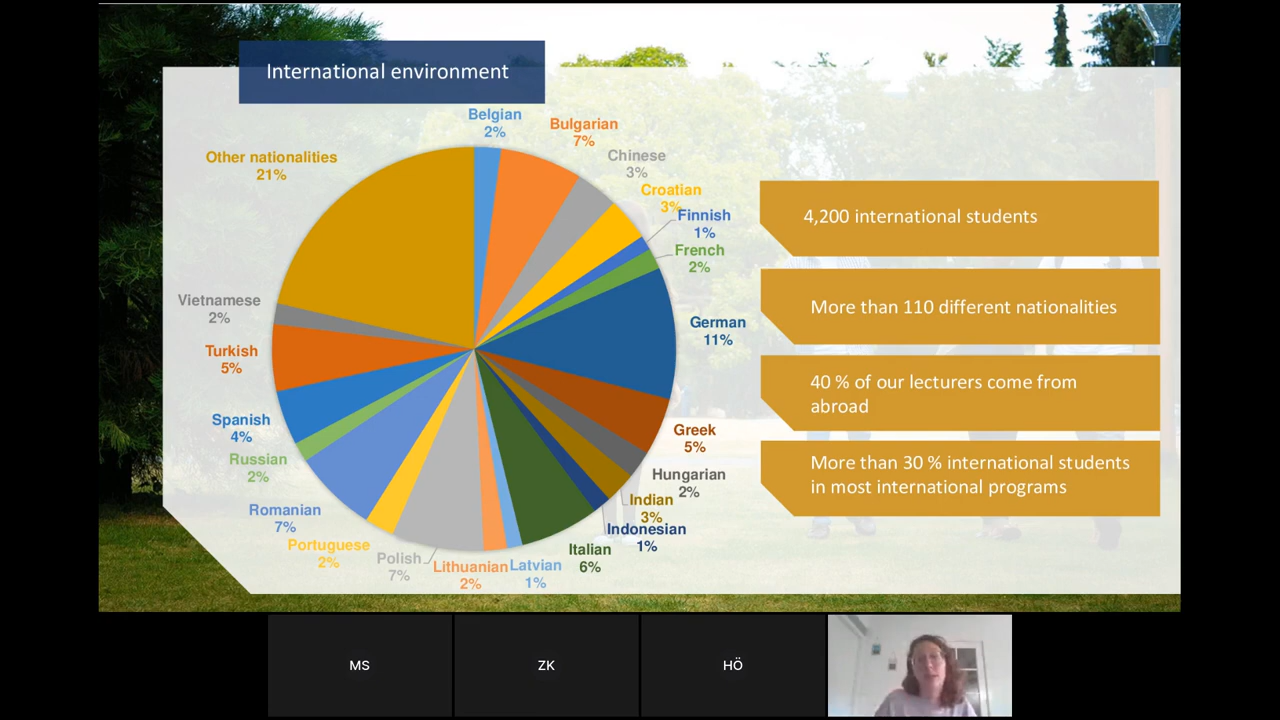 International environment
Belgian
2%
Bulgarian
7%
Chinese
3%
Croatian
3%
Finnish
1%
French
2%
German
11%
Greek
5%
Hungarian
2%
Indian
3%
Indonesian
1%
Italian
6%
Latvian
1%
Lithuanian
2%
Polish
7%
Portuguese
2%
Romanian
7%
Russian
2%
Spanish
4%
Turkish
5%
Vietnamese
2%
Other nationalities
21%
4,200 international students
More than 110 different nationalities
40 % of our lecturers come from
abroad
More than 30 % international students
in most international programs
MS
ZK
HÖ